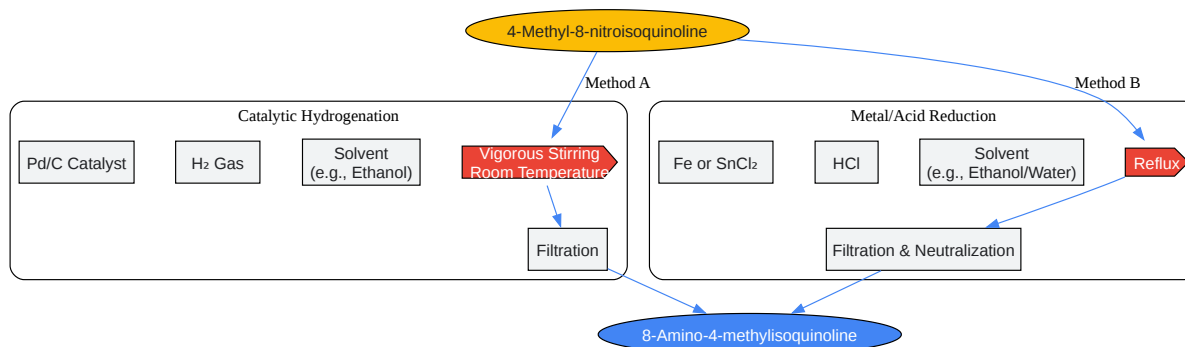 4-Methyl-8-nitroisoquinoline
Method A
Method B
Catalytic Hydrogenation
Pd/C Catalyst
H₂ Gas
Solvent
(e.g., Ethanol)
Vigorous Stirring
Room Temperature
Filtration
Metal/Acid Reduction
Fe or SnCl₂
HCl
Solvent
(e.g., Ethanol/Water)
Reflux
Filtration & Neutralization
8-Amino-4-methylisoquinoline